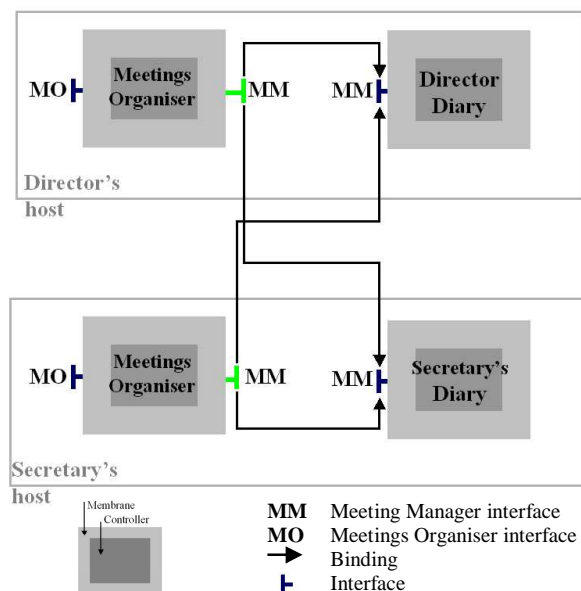 MO
Meetings
Organiser
MM
MM
Director
Diary
Director's
host
MO
Meetings
Organiser
MM
MM
Secretary's
Diary
Secretary's
host
Membrane
Controller
MM Meeting Manager interface
MO Meetings Organiser interface
Binding
Interface